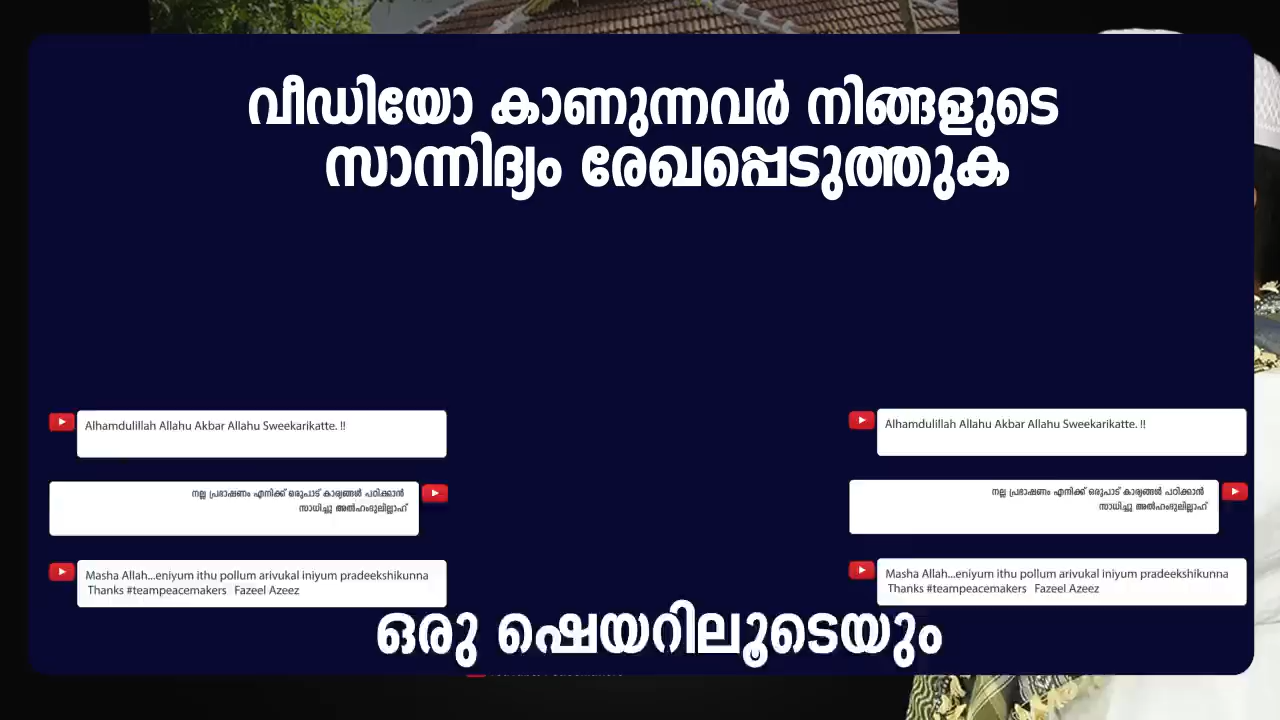 വീഡിയോ കാണുന്നവർ നിങ്ങളുടെ
സാന്നിദ്യം രേഖപ്പെടുത്തുക
Alhamdulillah Allahu Akbar Allahu Sweekarikatte. !!
നല്ല പ്രഭാഷണം എനിക്ക് ഒരുപാട് കാര്യങ്ങൾ പഠിക്കാൻ
സാധിച്ചു അൽഹംദുലില്ലാഹ്
Masha Allah...eniyum ithu pollum arivukal iniyum pradeekshikunna
Thanks #teampeacemakers Fazeel Azeez
Alhamdulillah Allahu Akbar Allahu Sweekarikatte. !!
നല്ല പ്രഭാഷണം എനിക്ക് ഒരുപാട് കാര്യങ്ങൾ പഠിക്കാൻ
സാധിച്ചു അൽഹംദുലില്ലാഹ്
Masha Allah...eniyum ithu pollum arivukal iniyum pradeekshikunna
Thanks #teampeacemakers Fazeel Azeez
ഒരു ഷെയറിലൂടെയും